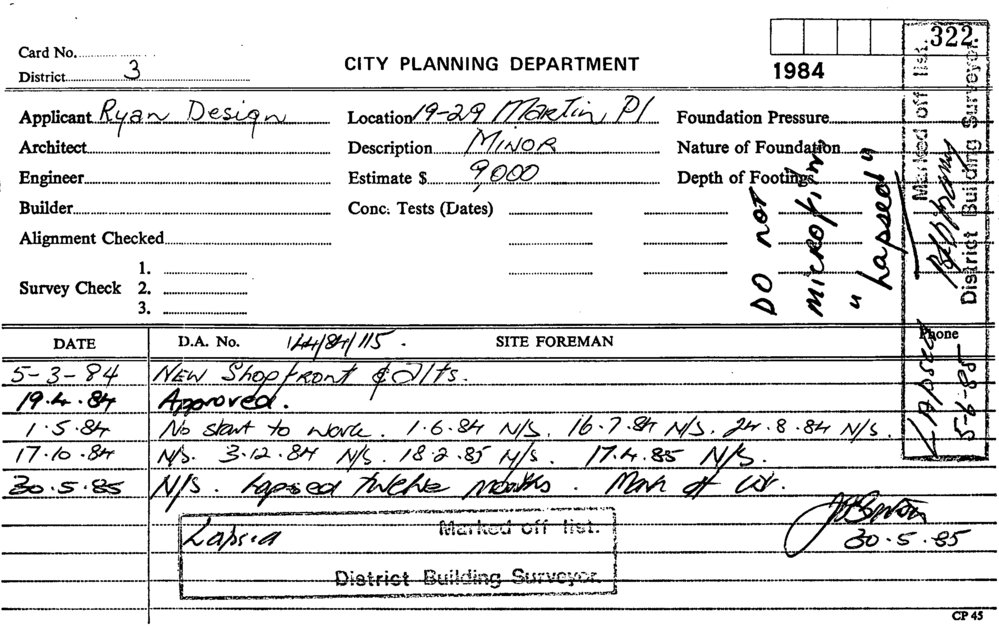 322
Card No.
District 3
CITY PLANNING DEPARTMENT
1984
Applicant Ryan Design
Location 19-29 Martin Pl
Foundation Pressure
Architect
Description MINOR
Nature of Foundation
Engineer
Estimate $ 9,000
Depth of Footings
Builder
Conc. Tests (Dates)
Alignment Checked
Survey Check
1.
2.
3.
DO NOT
MICROFILM
"Lapsed"
Marked off list.
District Building Surveyor
LAPSED
5-6-85
DATE
D.A. No. 44/84/115.
SITE FOREMAN
Phone
5-3-84 NEW Shopfront & Alts.
19.4.84 Approved.
1.5.84 No start to work. 1.6.84 N/S. 16.7.84 N/S. 24.8.84 N/S.
17.10.84 N/S. 3.12.84 N/S. 18.2.85 N/S. 17.4.85 N/S.
30.5.85 N/S. Lapsed twelve months. Mark off
30.5.85
Lapsed
Marked off list.
District Building Surveyor.
CP 45